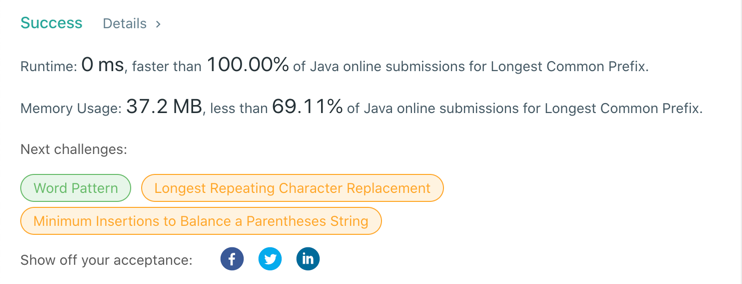 Success Details >
Runtime: 0 ms, faster than 100.00% of Java online submissions for Longest Common Prefix.
Memory Usage: 37.2 MB, less than 69.11% of Java online submissions for Longest Common Prefix.
Next challenges:
Word Pattern Longest Repeating Character Replacement
Minimum Insertions to Balance a Parentheses String
Show off your acceptance: f in